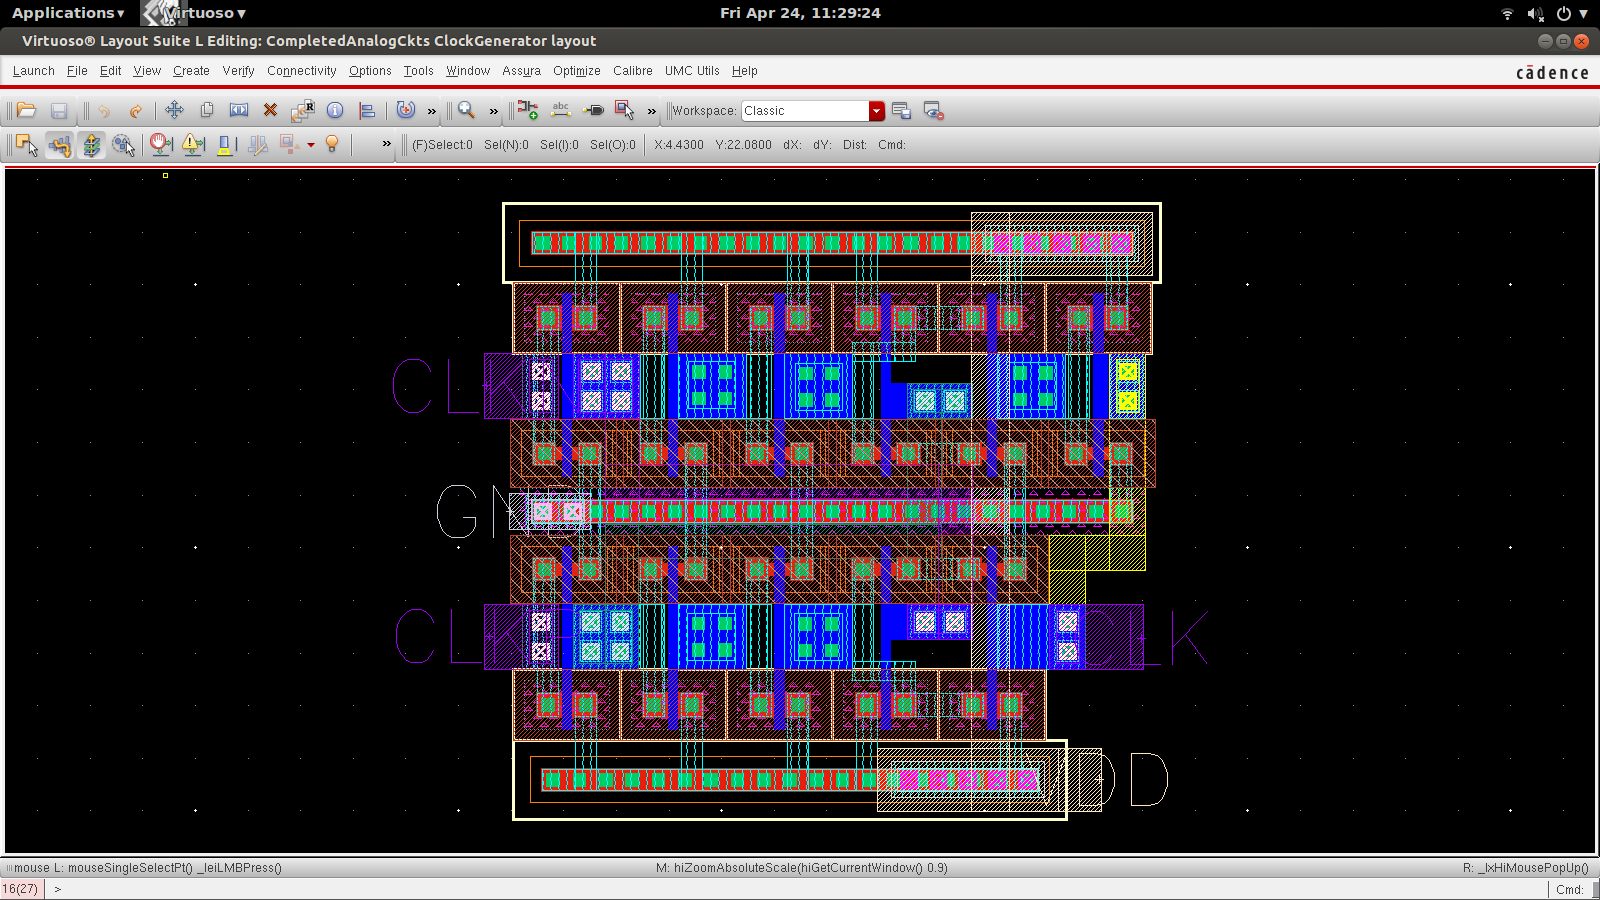 Applications ▾ Virtuoso ▾ Fri Apr 24, 11:29:24
Virtuoso® Layout Suite L Editing: CompletedAnalogCkts ClockGenerator layout
Launch File Edit View Create Verify Connectivity Options Tools Window Assura Optimize Calibre UMC Utils Help
cādence
R » » abc » Workspace: Classic
» (F)Select:0 Sel(N):0 Sel(I):0 Sel(O):0 X:4.4300 Y:22.0800 dX: dY: Dist: Cmd:
CLK
GND
CLK CLK
VDD
mouse L: mouseSingleSelectPt() _leiLMBPress() M: hiZoomAbsoluteScale(hiGetCurrentWindow() 0.9) R: _lxHiMousePopUp()
16(27) > Cmd: